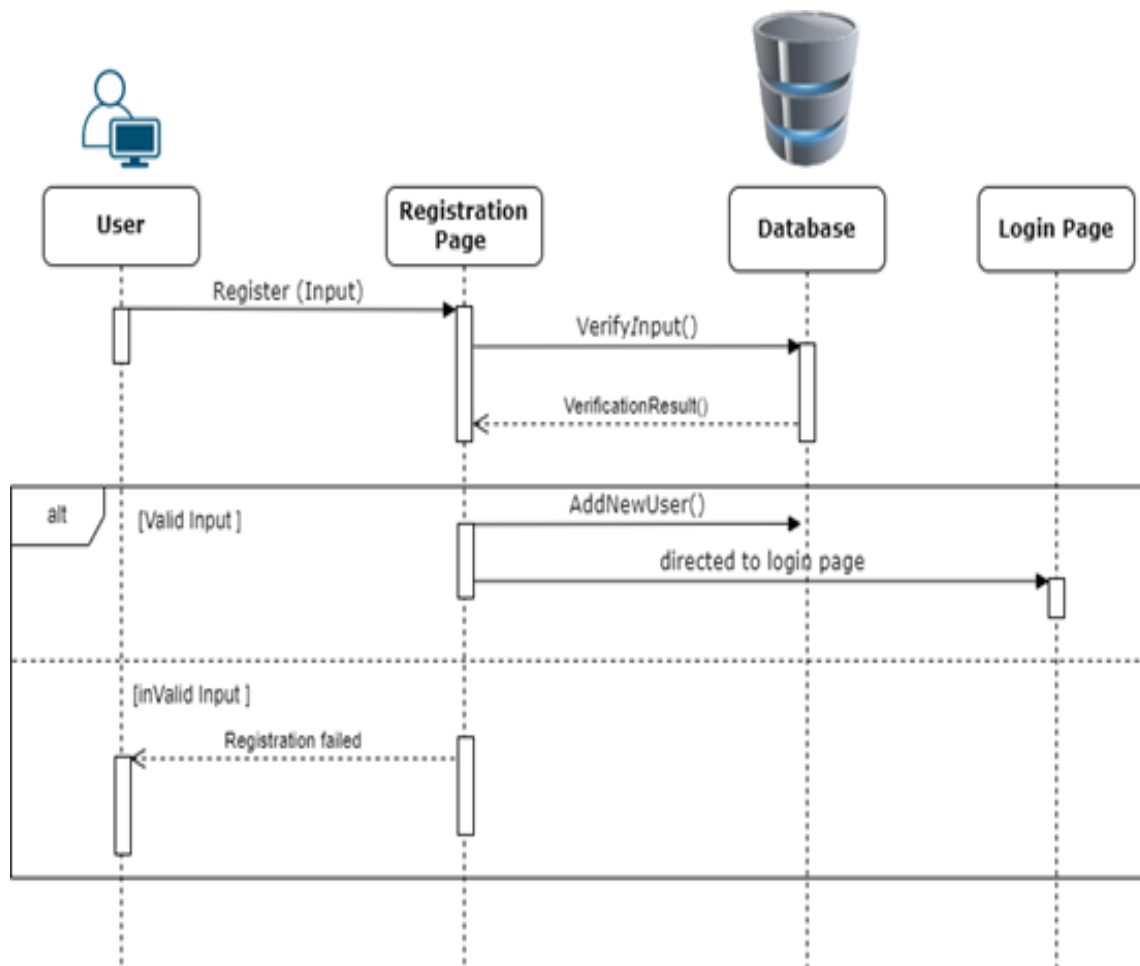 User
Registration
Page
Database
Login Page
Register (Input)
VerifyInput()
VerificationResult()
alt
[Valid Input ]
AddNewUser()
directed to login page
[inValid Input ]
Registration failed